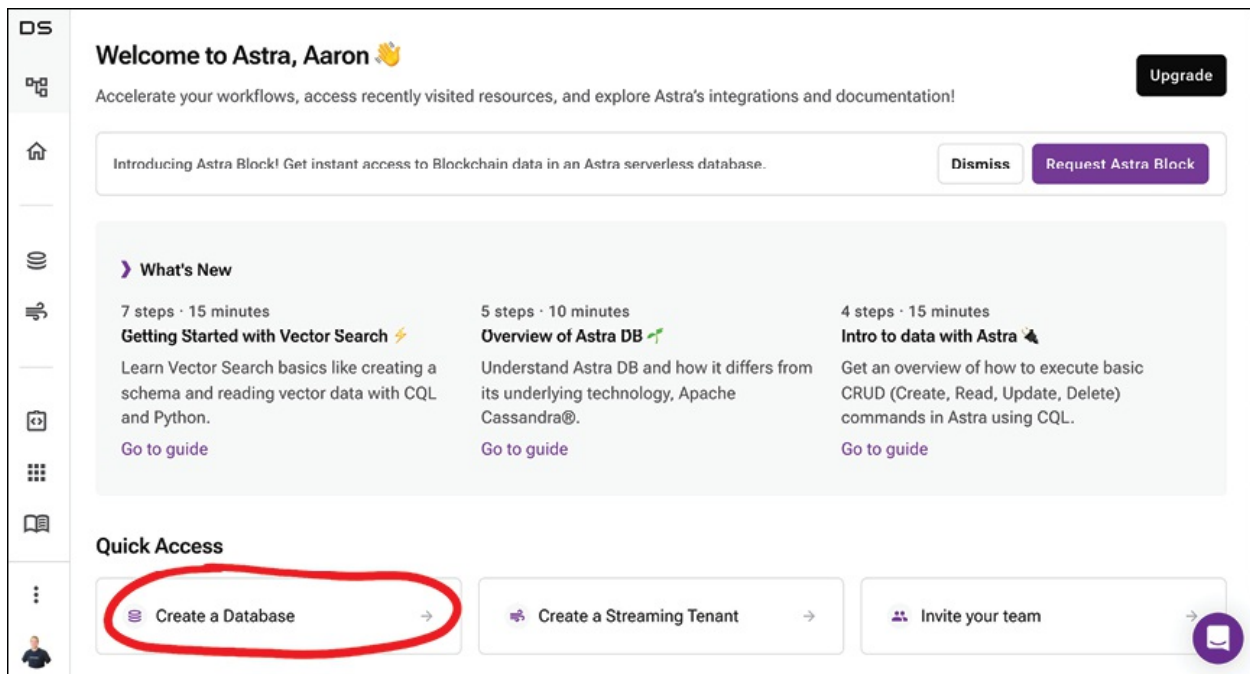 DS
Welcome to Astra, Aaron 👋
Upgrade
Accelerate your workflows, access recently visited resources, and explore Astra's integrations and documentation!
Introducing Astra Block! Get instant access to Blockchain data in an Astra serverless database.
Dismiss
Request Astra Block
What's New
7 steps · 15 minutes
Getting Started with Vector Search ⚡
Learn Vector Search basics like creating a
schema and reading vector data with CQL
and Python.
Go to guide
5 steps · 10 minutes
Overview of Astra DB 🌱
Understand Astra DB and how it differs from
its underlying technology, Apache
Cassandra®.
Go to guide
4 steps · 15 minutes
Intro to data with Astra 🔌
Get an overview of how to execute basic
CRUD (Create, Read, Update, Delete)
commands in Astra using CQL.
Go to guide
Quick Access
Create a Database
Create a Streaming Tenant
Invite your team